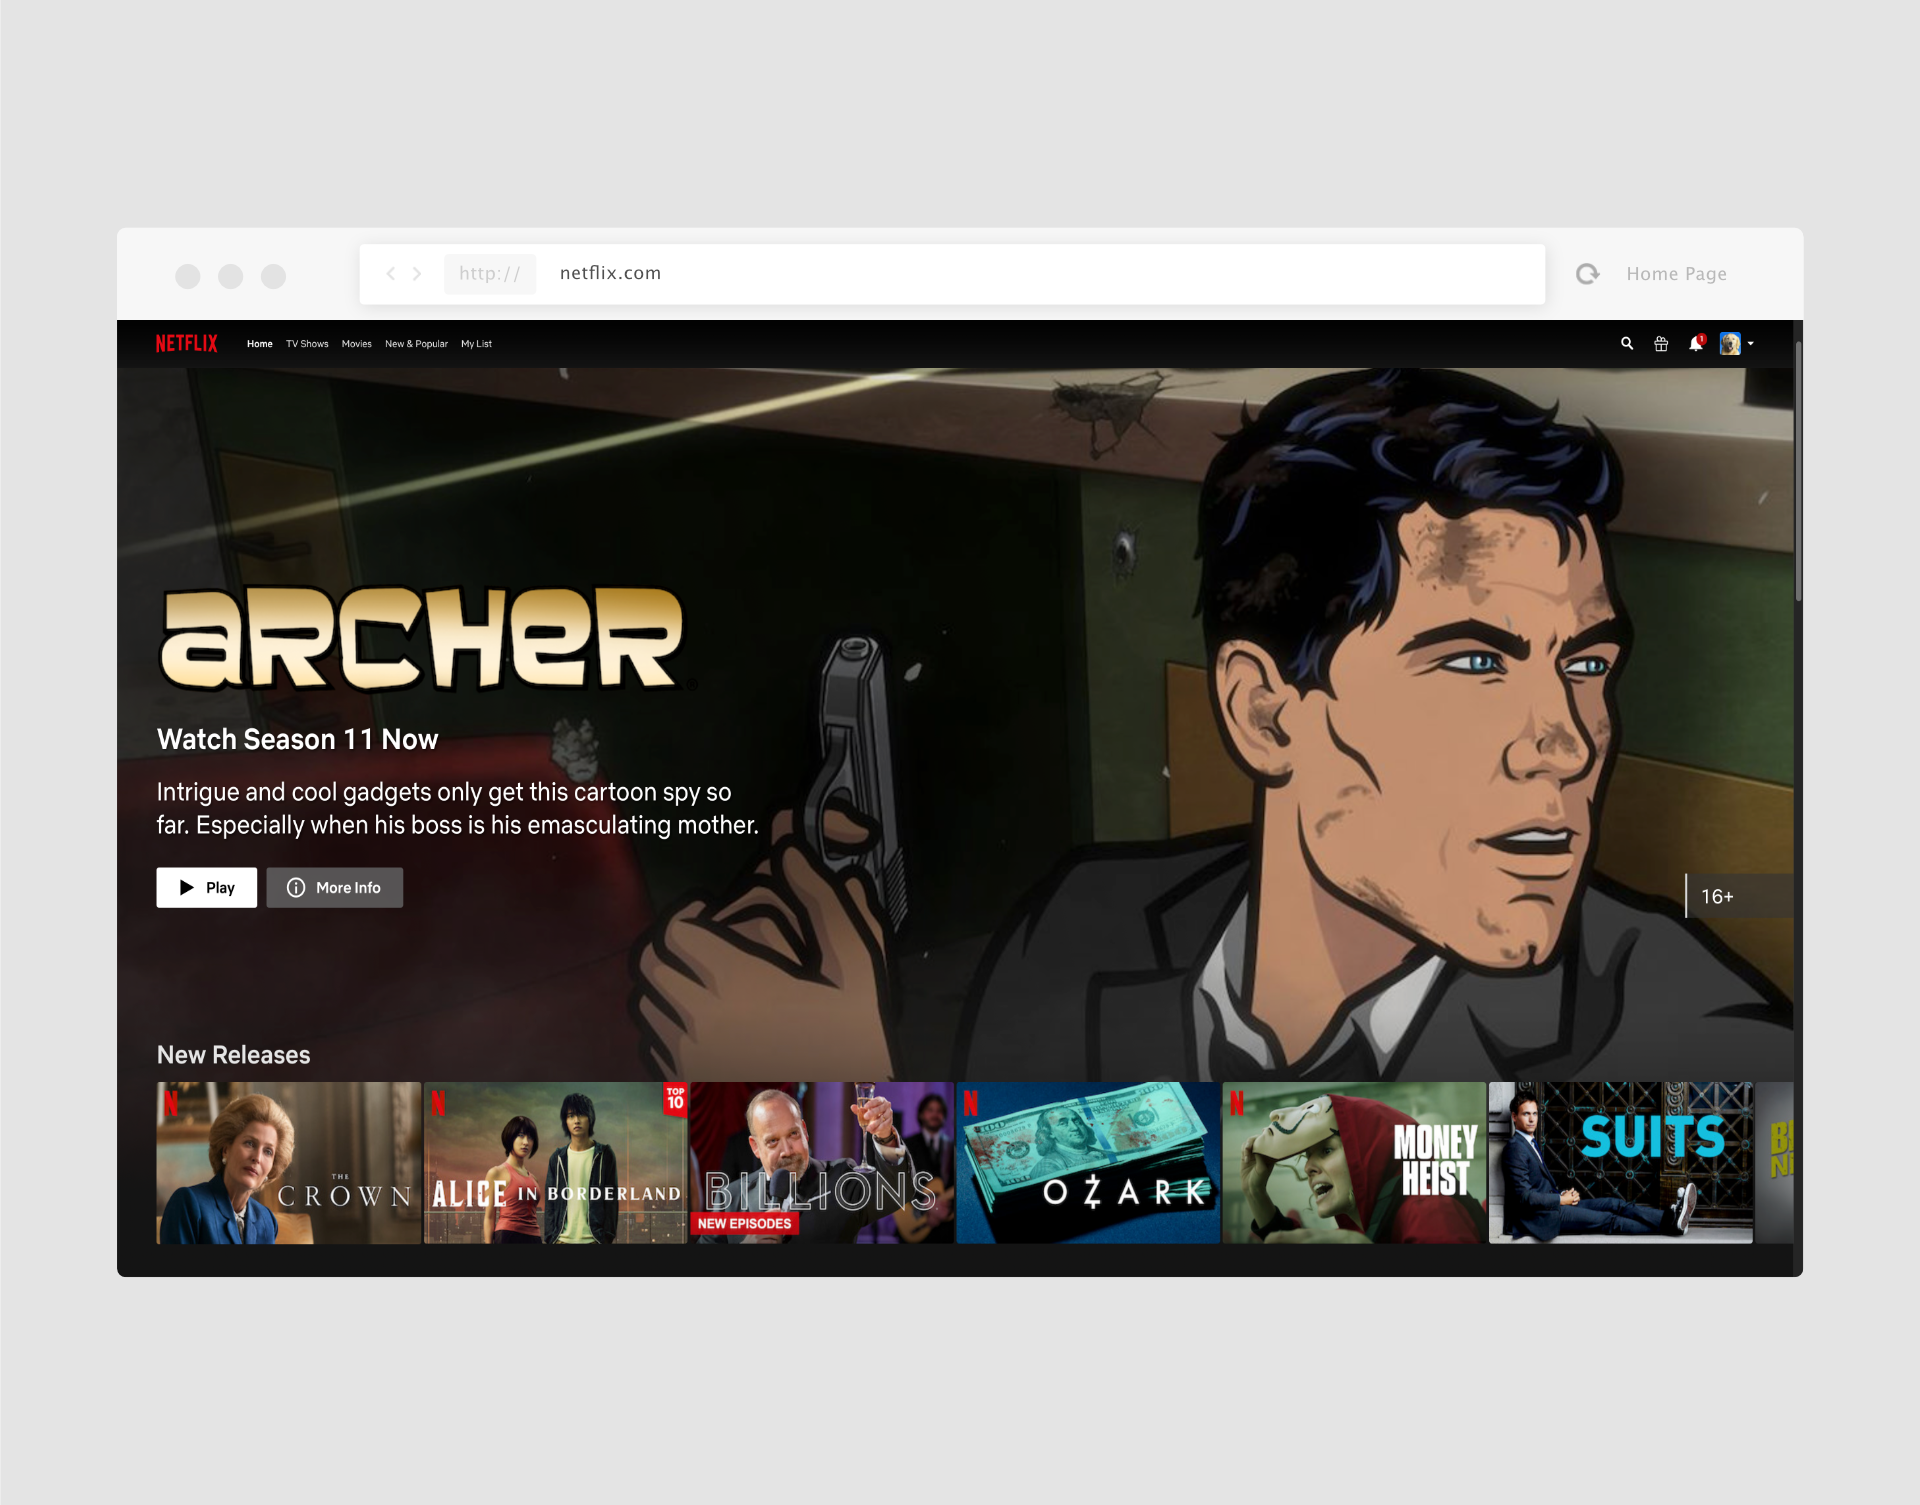 http://
netflix.com
Home Page
NETFLIX
Home
TV Shows
Movies
New & Popular
My List
1
ARCHER
Watch Season 11 Now
Intrigue and cool gadgets only get this cartoon spy so
far. Especially when his boss is his emasculating mother.
Play
More Info
16+
New Releases
N
THE
CROWN
N
TOP
10
ALICE IN BORDERLAND
BILLIONS
NEW EPISODES
N
OZARK
N
MONEY
HEIST
SUITS